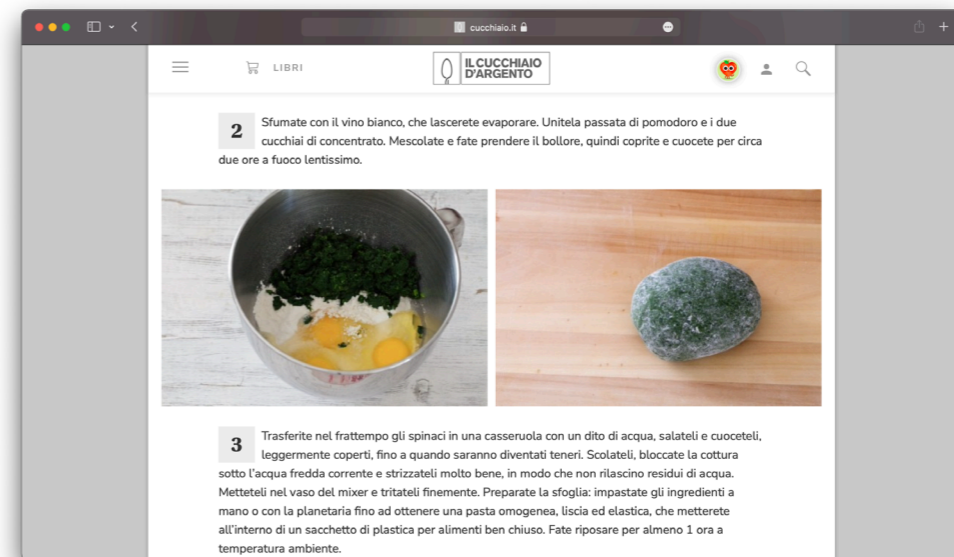 cucchiaio.it
LIBRI
IL CUCCHIAIO
D'ARGENTO
2
Sfumate con il vino bianco, che lascerete evaporare. Unitela passata di pomodoro e i due
cucchiai di concentrato. Mescolate e fate prendere il bollore, quindi coprite e cuocete per circa
due ore a fuoco lentissimo.
3
Trasferite nel frattempo gli spinaci in una casseruola con un dito di acqua, salateli e cuoceteli,
leggermente coperti, fino a quando saranno diventati teneri. Scolateli, bloccate la cottura
sotto l'acqua fredda corrente e strizzateli molto bene, in modo che non rilascino residui di acqua.
Metteteli nel vaso del mixer e tritateli finemente. Preparate la sfoglia: impastate gli ingredienti a
mano o con la planetaria fino ad ottenere una pasta omogenea, liscia ed elastica, che metterete
all'interno di un sacchetto di plastica per alimenti ben chiuso. Fate riposare per almeno 1 ora a
temperatura ambiente.